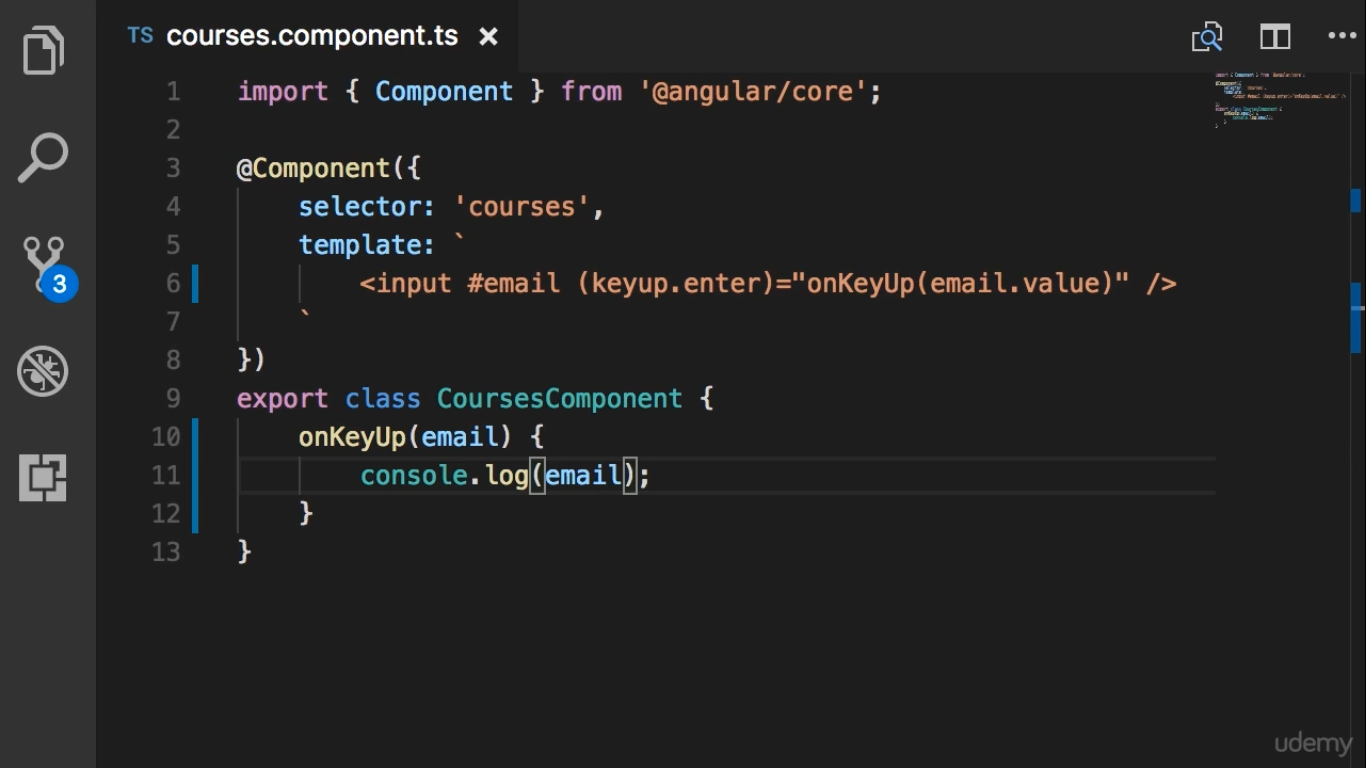 TS courses.component.ts ×
1 import { Component } from '@angular/core';
2
3 @Component({
4 selector: 'courses',
5 template: `
6 <input #email (keyup.enter)="onKeyUp(email.value)" />
7 `
8 })
9 export class CoursesComponent {
10 onKeyUp(email) {
11 console.log(email);
12 }
13 }
3
udemy